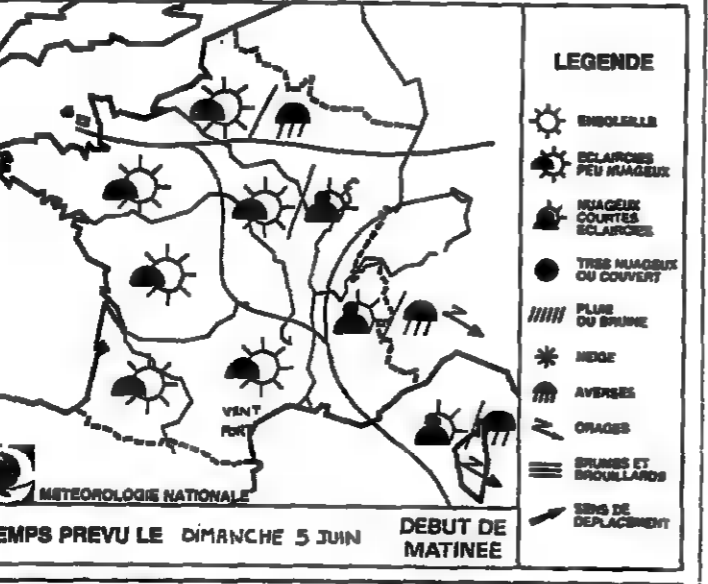 LEGENDE
ENSOLEILLE
ECLAIRCIES
PEU NUAGEUX
NUAGEUX
COURTES
ECLAIRCIES
TRES NUAGEUX
OU COUVERT
PLUIE
OU BRUINE
NEIGE
AVERSES
ORAGES
BRUMES ET
BROUILLARDS
SENS DE
DEPLACEMENT
VENT
FORT
METEOROLOGIE NATIONALE
EMPS PREVU LE DIMANCHE 5 JUIN
DEBUT DE
MATINEE